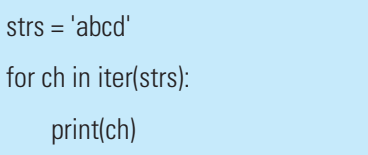 strs = 'abcd'
for ch in iter(strs):
    print(ch)